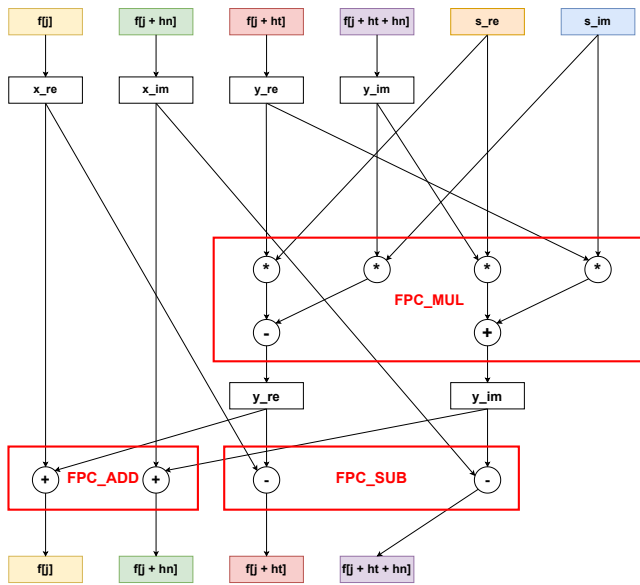 f[j] f[j + hn] f[j + ht] f[j + ht + hn] s_re s_im
x_re x_im y_re y_im
* * * *
FPC_MUL
- +
y_re y_im
+ FPC_ADD + - FPC_SUB -
f[j] f[j + hn] f[j + ht] f[j + ht + hn]